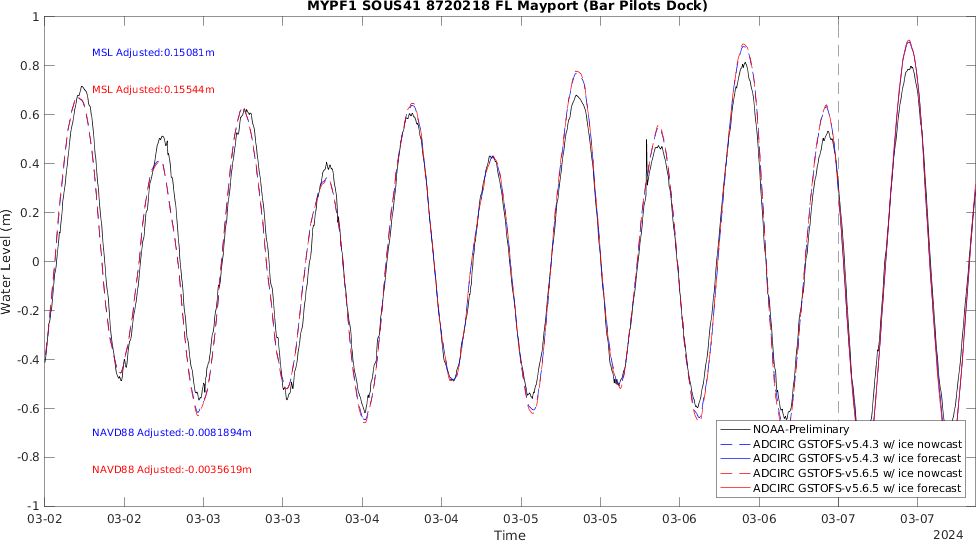 MYPF1 SOUS41 8720218 FL Mayport (Bar Pilots Dock)
1
0.8
0.6
0.4
0.2
0
-0.2
-0.4
-0.6
-0.8
-1
Water Level (m)
MSL Adjusted:0.15081m
MSL Adjusted:0.15544m
NAVD88 Adjusted:-0.0081894m
NAVD88 Adjusted:-0.0035619m
NOAA-Preliminary
ADCIRC GSTOFS-v5.4.3 w/ ice nowcast
ADCIRC GSTOFS-v5.4.3 w/ ice forecast
ADCIRC GSTOFS-v5.6.5 w/ ice nowcast
ADCIRC GSTOFS-v5.6.5 w/ ice forecast
03-02 03-02 03-03 03-03 03-04 03-04 03-05 03-05 03-06 03-06 03-07 03-07
Time
2024